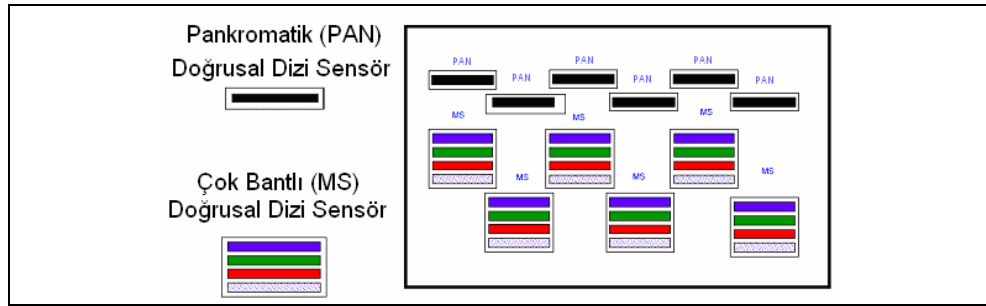 Pankromatik (PAN)
Doğrusal Dizi Sensör
Çok Bantlı (MS)
Doğrusal Dizi Sensör
PAN
PAN
PAN
PAN
PAN
PAN
MS
MS
MS
MS
MS
MS